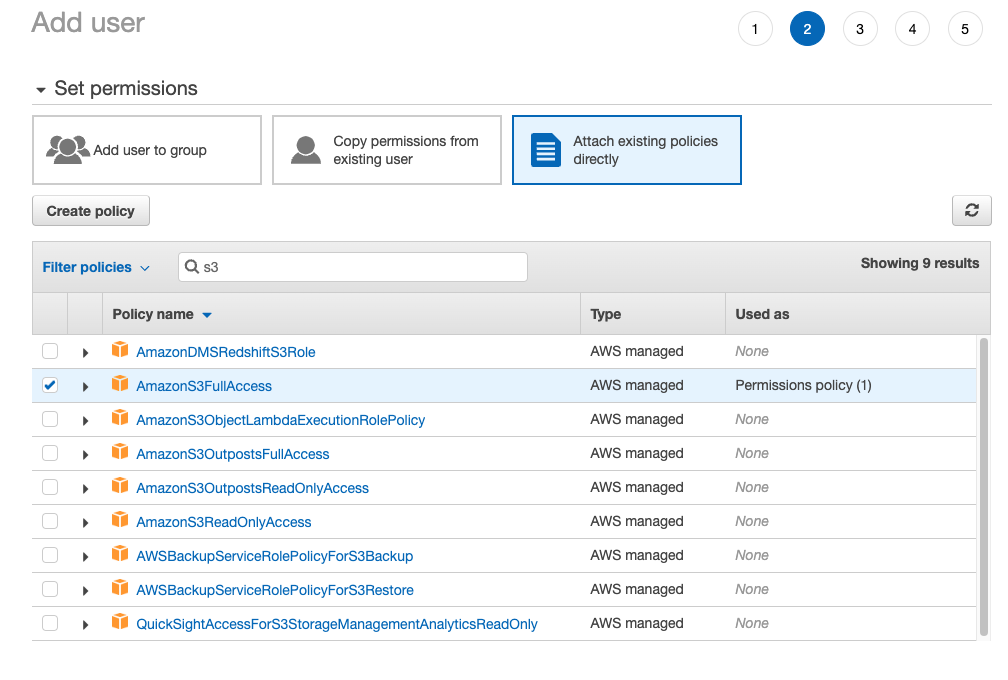 Add user
1 2 3 4 5
Set permissions
Add user to group
Copy permissions from
existing user
Attach existing policies
directly
Create policy
Filter policies
s3
Showing 9 results
Policy name Type Used as
AmazonDMSRedshiftS3Role AWS managed None
AmazonS3FullAccess AWS managed Permissions policy (1)
AmazonS3ObjectLambdaExecutionRolePolicy AWS managed None
AmazonS3OutpostsFullAccess AWS managed None
AmazonS3OutpostsReadOnlyAccess AWS managed None
AmazonS3ReadOnlyAccess AWS managed None
AWSBackupServiceRolePolicyForS3Backup AWS managed None
AWSBackupServiceRolePolicyForS3Restore AWS managed None
QuickSightAccessForS3StorageManagementAnalyticsReadOnly AWS managed None